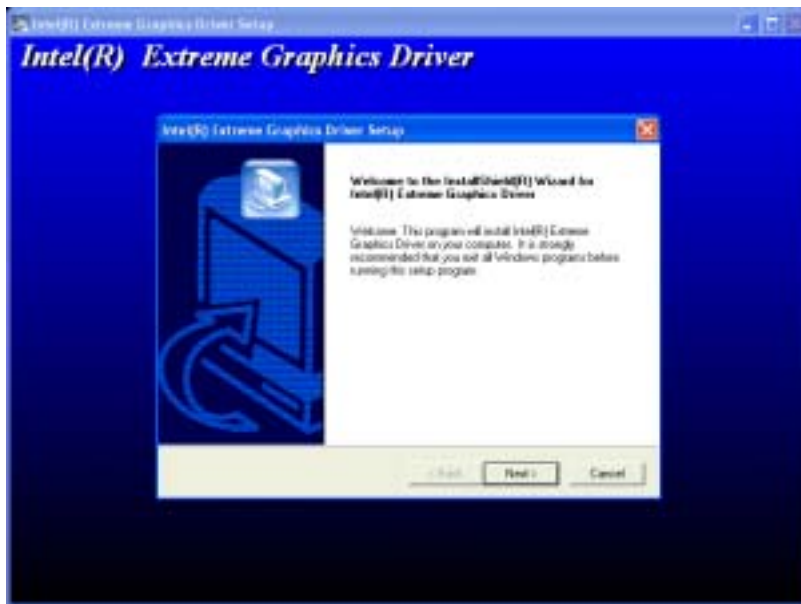 Intel(R) Extreme Graphics Driver Setup
Intel(R) Extreme Graphics Driver
Intel(R) Extreme Graphics Driver Setup
Welcome to the InstallShield(R) Wizard for
Intel(R) Extreme Graphics Driver
Welcome. This program will install Intel(R) Extreme
Graphics Driver on your computer. It is strongly
recommended that you exit all Windows programs before
running this setup program.
< Back
Next >
Cancel